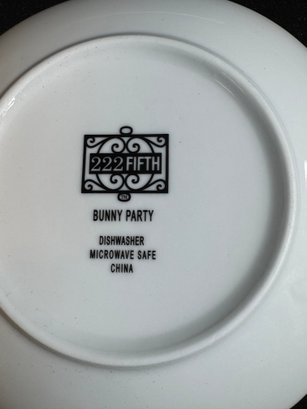 222 FIFTH
BUNNY PARTY
DISHWASHER
MICROWAVE SAFE
CHINA